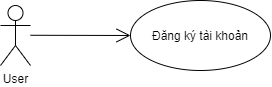 Đăng ký tài khoản
User